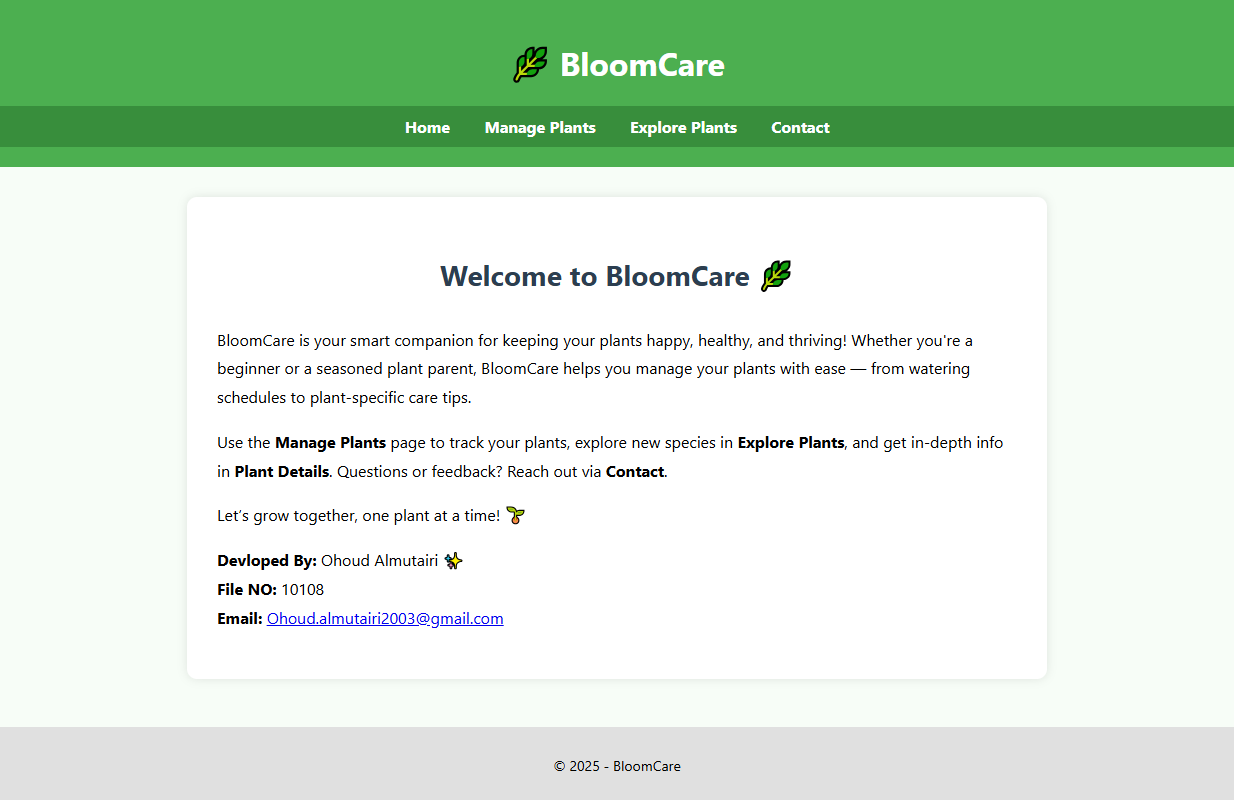 🌿 BloomCare
Home Manage Plants Explore Plants Contact
Welcome to BloomCare 🌿
BloomCare is your smart companion for keeping your plants happy, healthy, and thriving! Whether you're a
beginner or a seasoned plant parent, BloomCare helps you manage your plants with ease — from watering
schedules to plant-specific care tips.
Use the Manage Plants page to track your plants, explore new species in Explore Plants, and get in-depth info
in Plant Details. Questions or feedback? Reach out via Contact.
Let’s grow together, one plant at a time! 🌱
Devloped By: Ohoud Almutairi ✨
File NO: 10108
Email: Ohoud.almutairi2003@gmail.com
© 2025 - BloomCare